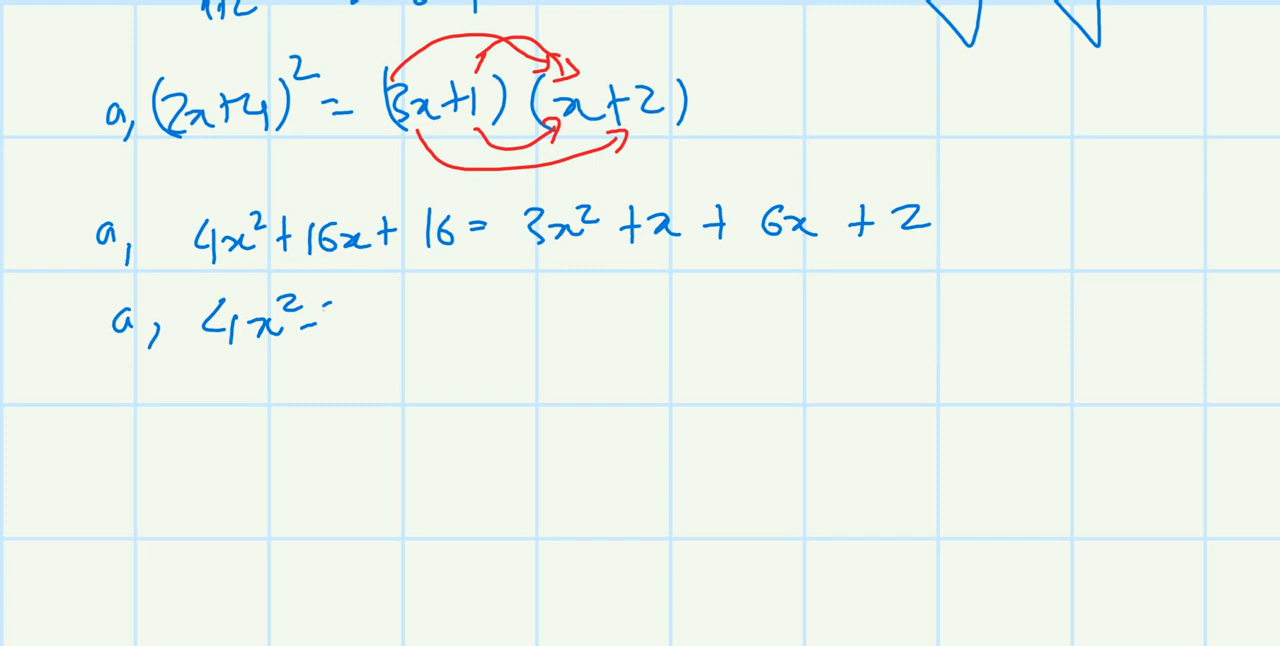 a, (2x+4)² = (3x+1) (x+2)
a, 4x²+16x+ 16 = 3x² +x + 6x + 2
a, 4x² =